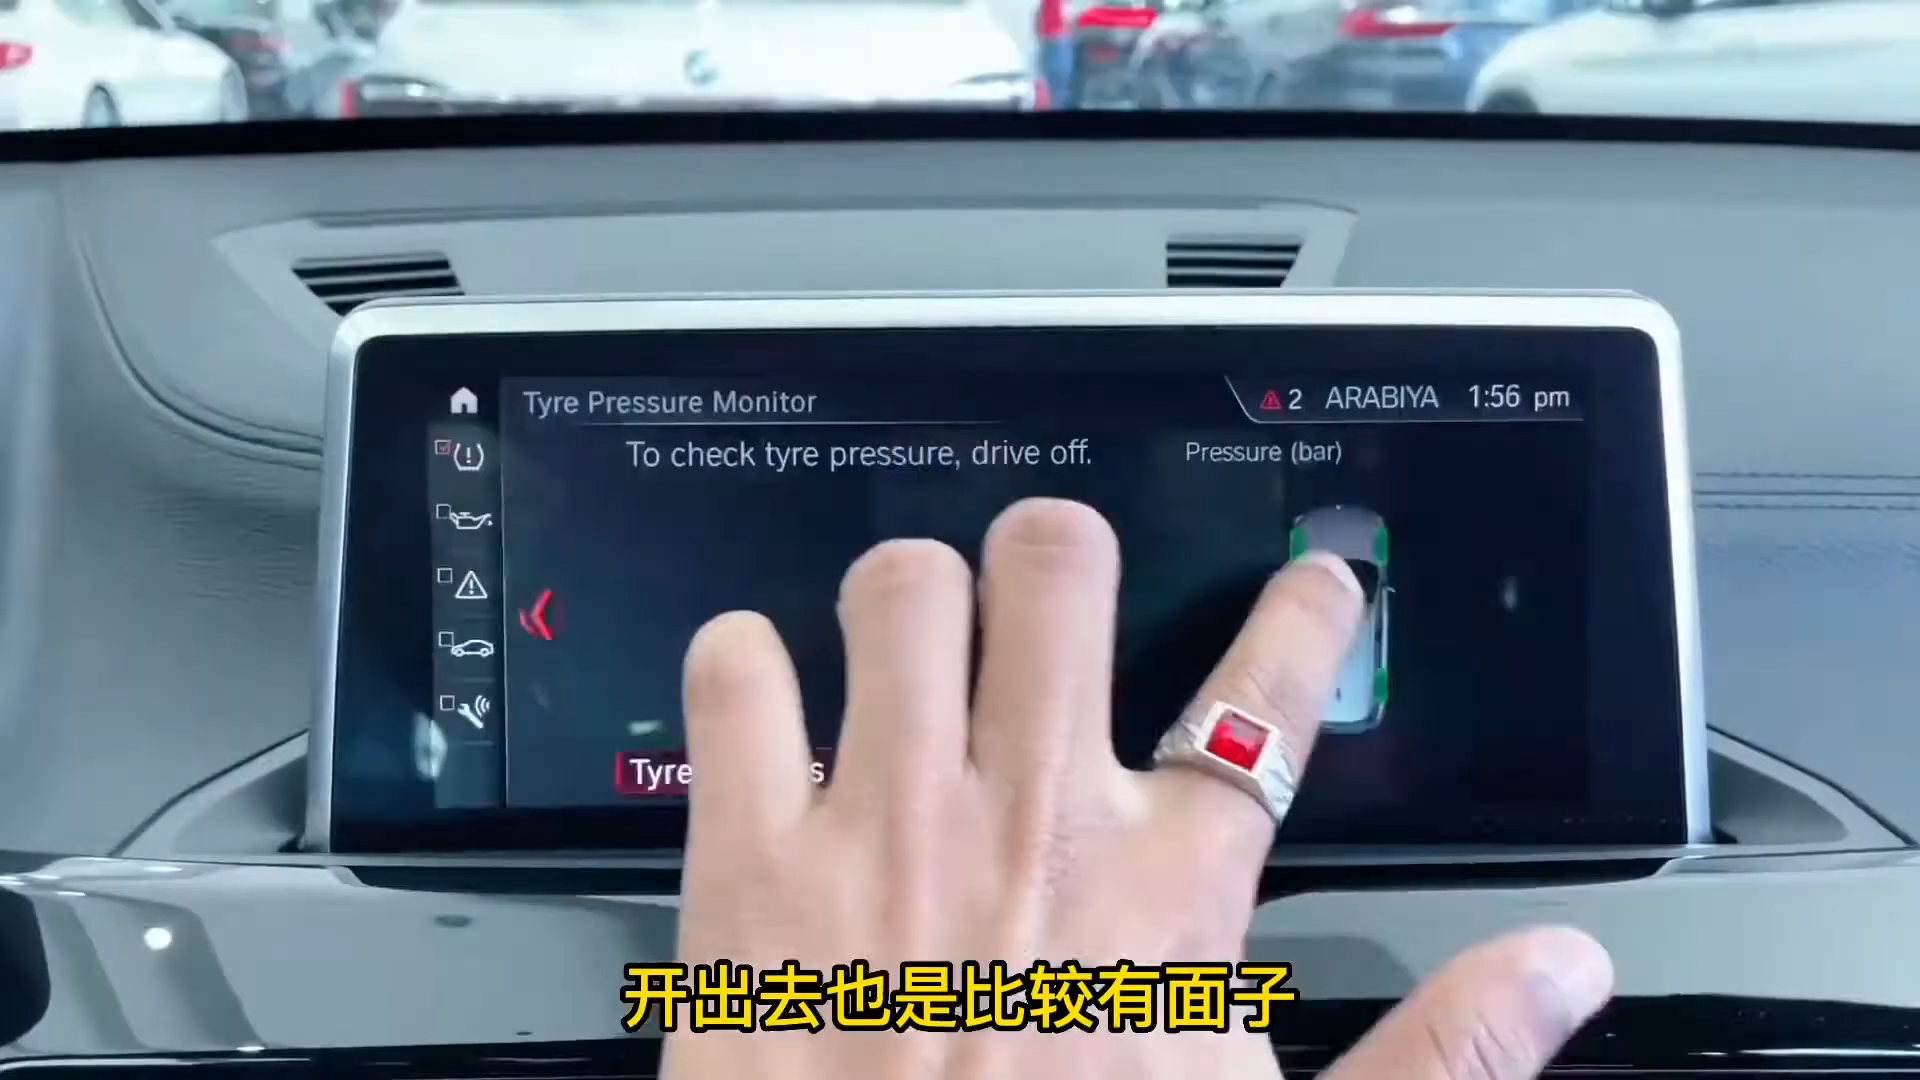 Tyre Pressure Monitor
2 ARABIYA 1:56 pm
To check tyre pressure, drive off.
Pressure (bar)
Tyre
开出去也是比较有面子